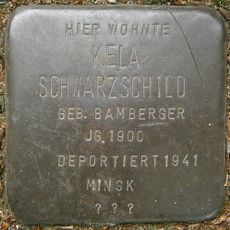 HIER WOHNTE
KELA
SCHWARZSCHILD
GEB. BAMBERGER
JG. 1900
DEPORTIERT 1941
MINSK
? ? ?